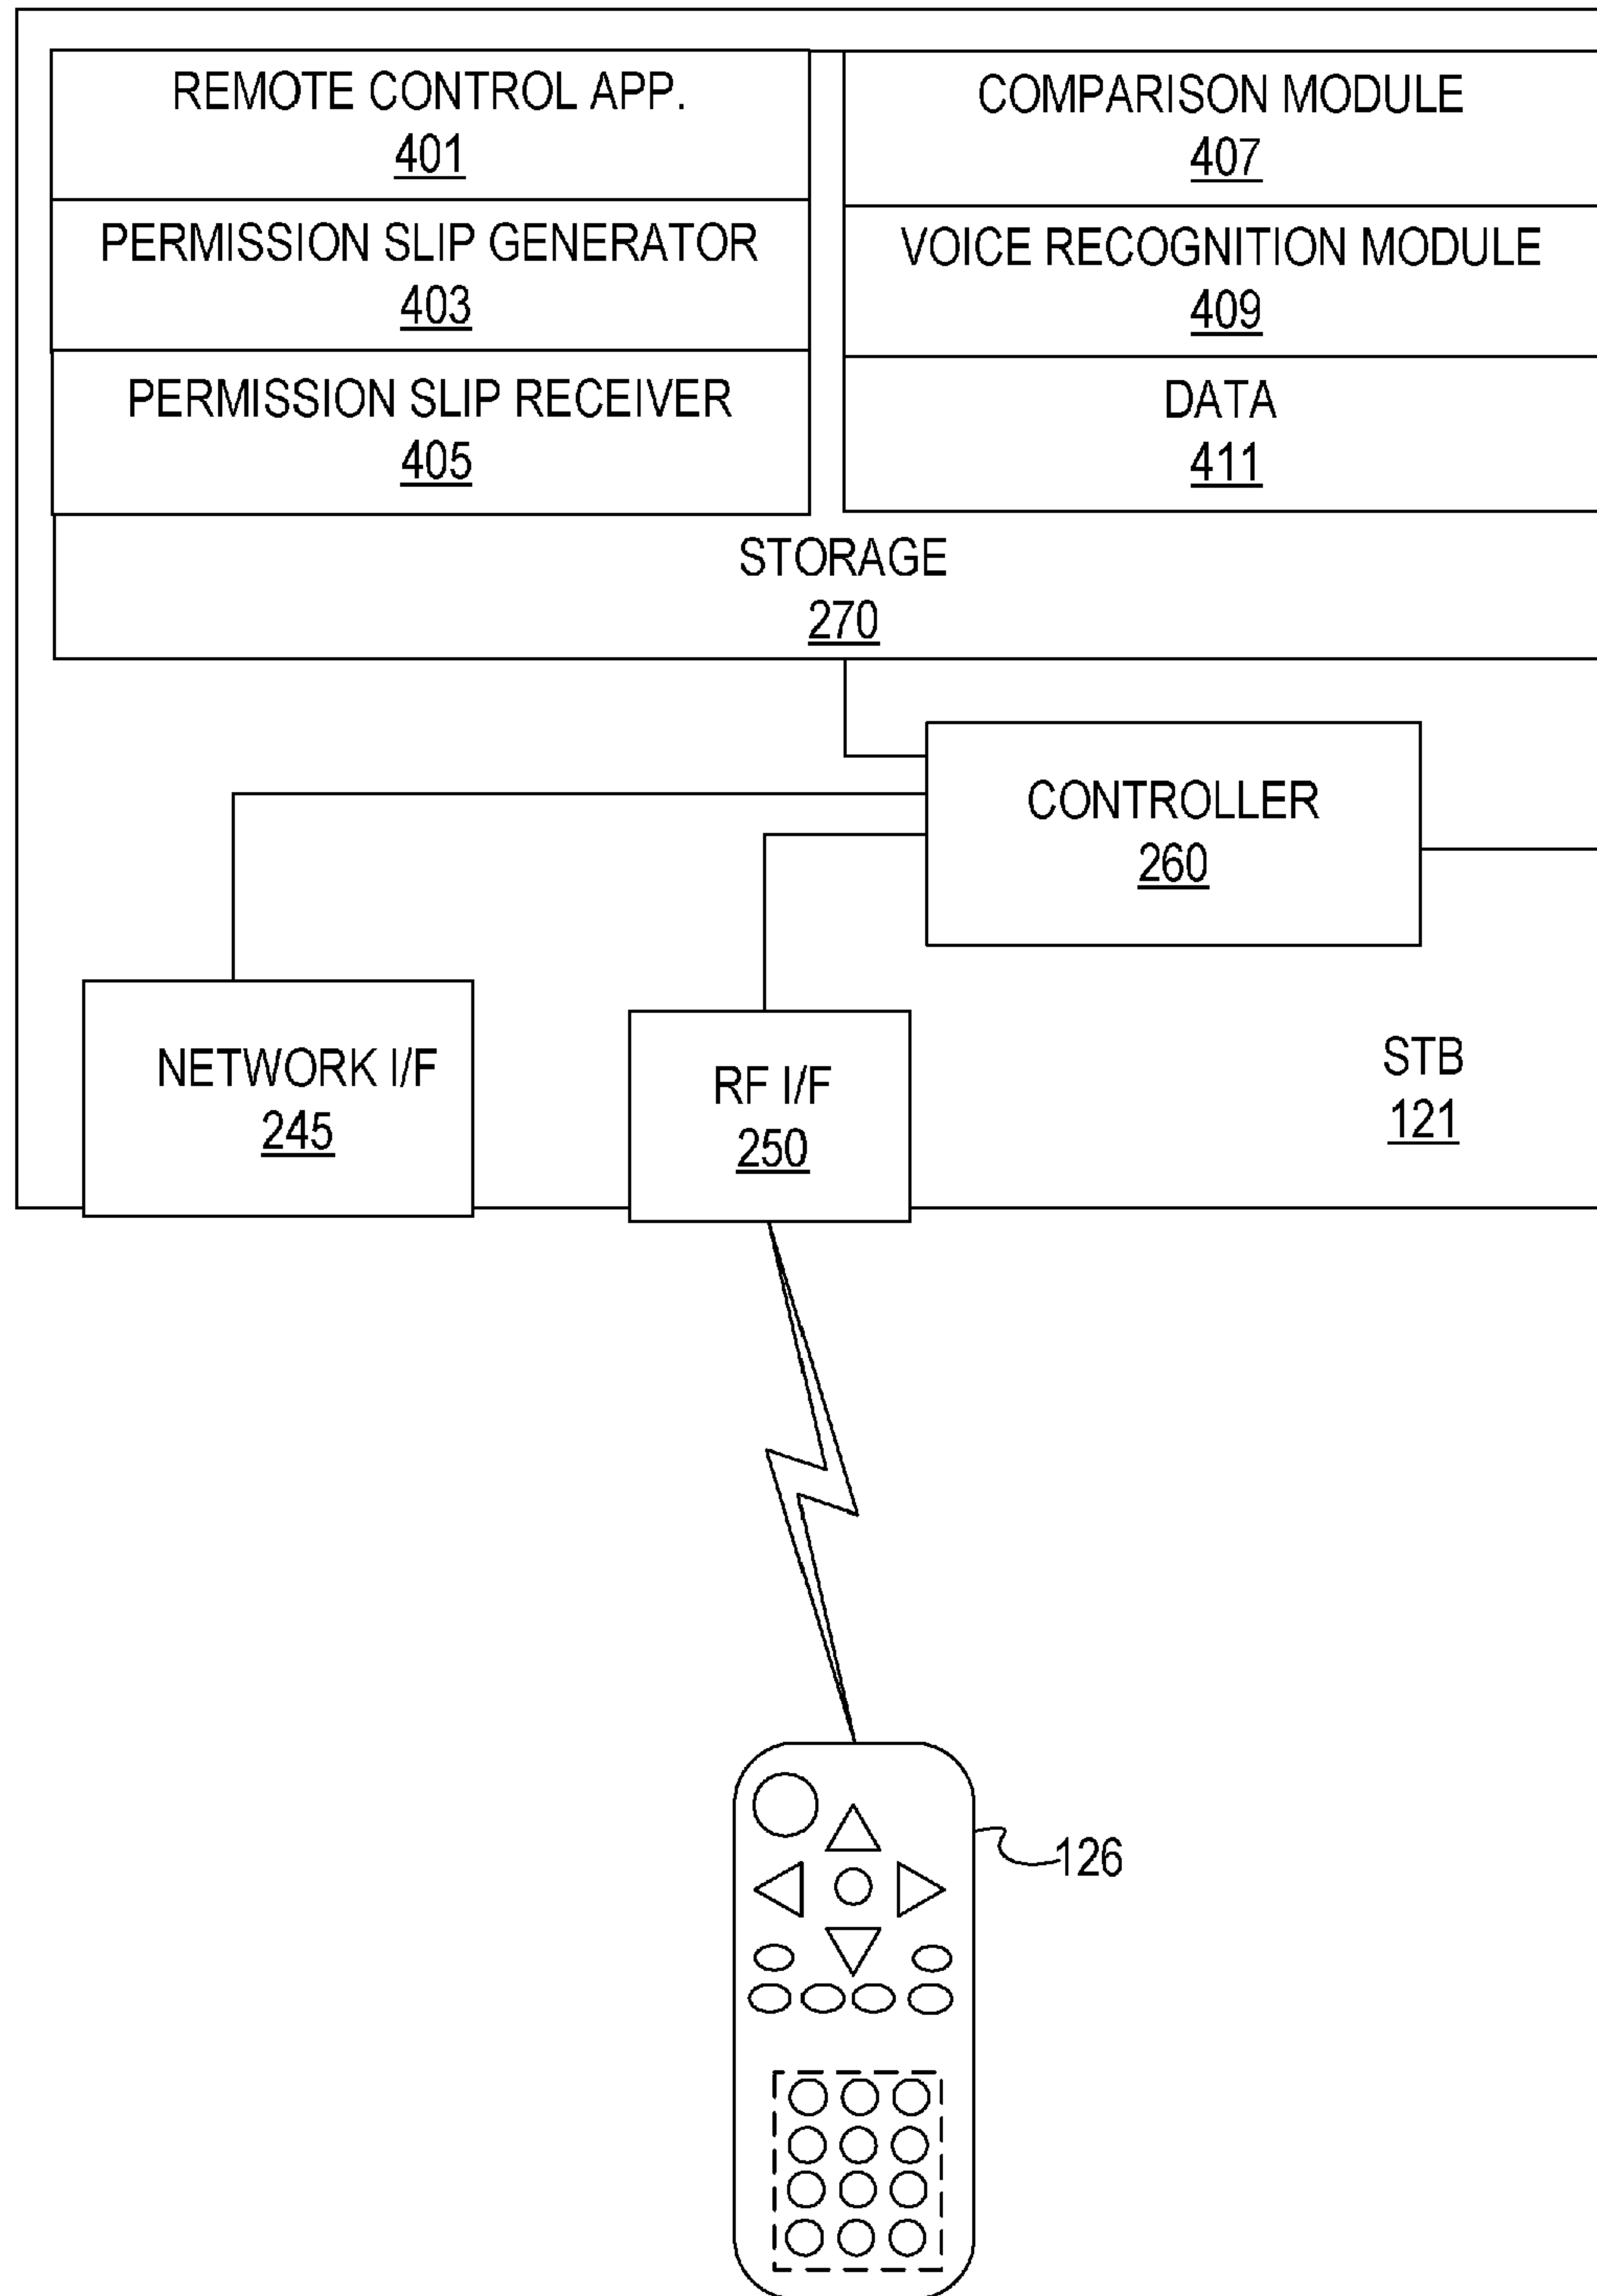 REMOTE CONTROL APP.
401
PERMISSION SLIP GENERATOR
403
PERMISSION SLIP RECEIVER
405
COMPARISON MODULE
407
VOICE RECOGNITION MODULE
409
DATA
411
STORAGE
270
CONTROLLER
260
NETWORK I/F
245
RF I/F
250
STB
121
126